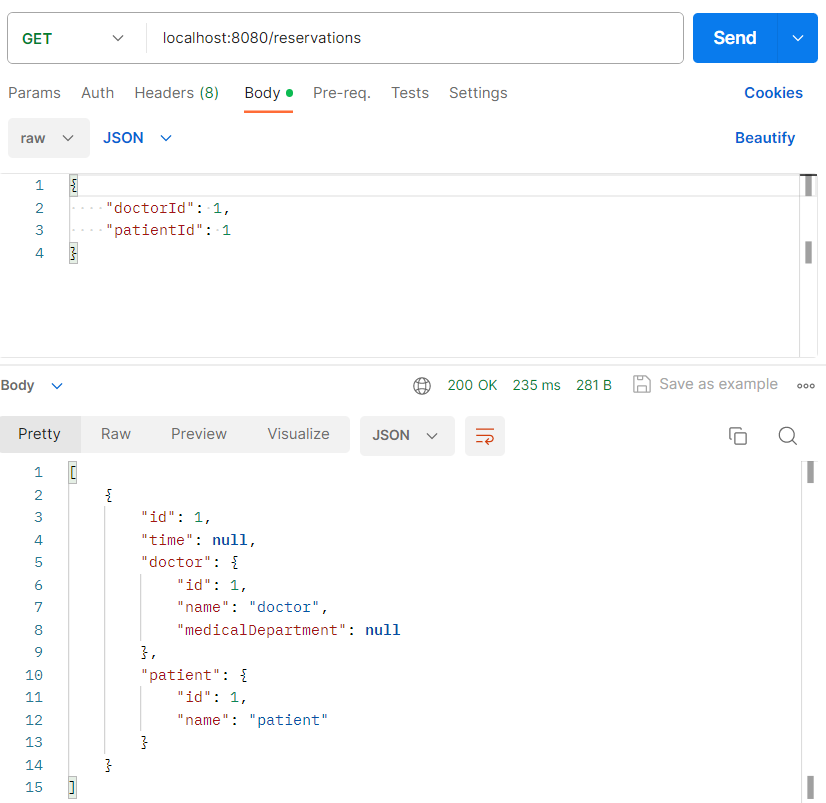 GET localhost:8080/reservations Send
Params Auth Headers (8) Body Pre-req. Tests Settings Cookies
raw JSON Beautify
1 {
2 "doctorId": 1,
3 "patientId": 1
4 }
Body 200 OK 235 ms 281 B Save as example
Pretty Raw Preview Visualize JSON
1 [
2 {
3 "id": 1,
4 "time": null,
5 "doctor": {
6 "id": 1,
7 "name": "doctor",
8 "medicalDepartment": null
9 },
10 "patient": {
11 "id": 1,
12 "name": "patient"
13 }
14 }
15 ]